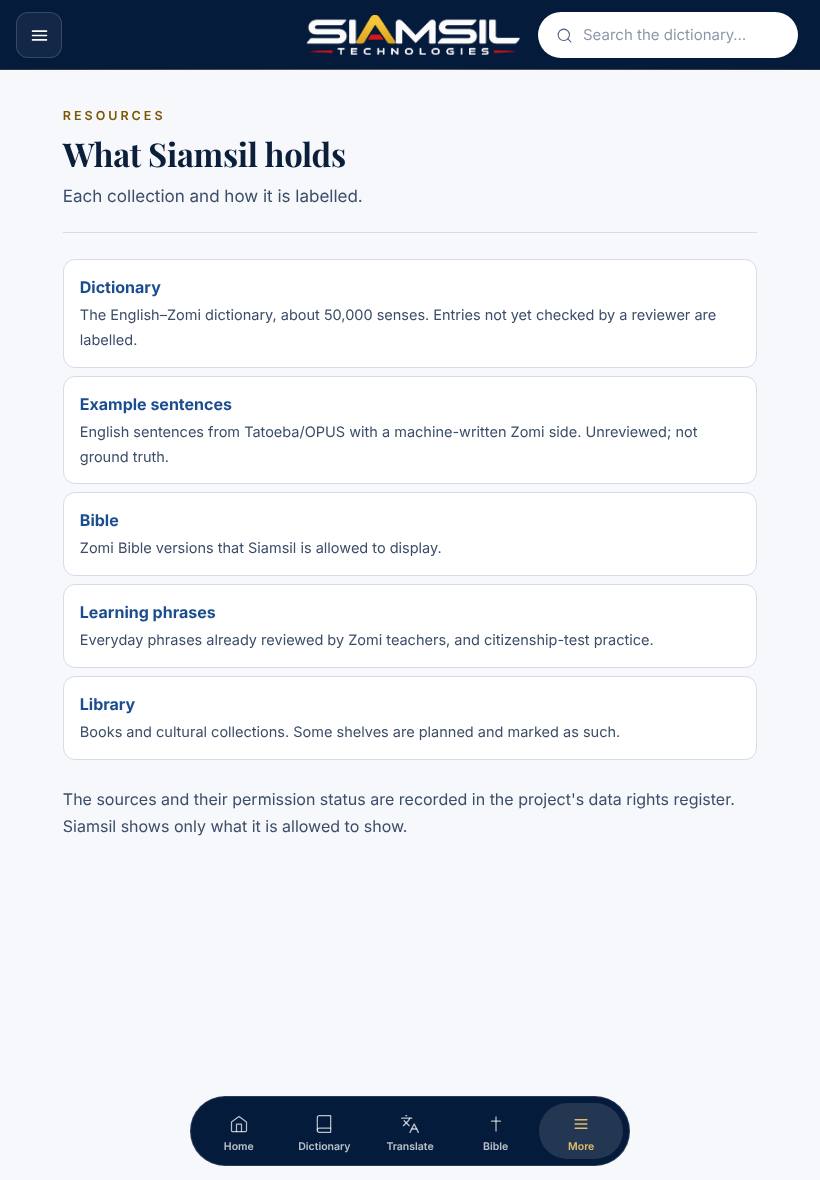 SIAMSIL
TECHNOLOGIES
Search the dictionary...
RESOURCES
What Siamsil holds
Each collection and how it is labelled.
Dictionary
The English–Zomi dictionary, about 50,000 senses. Entries not yet checked by a reviewer are
labelled.
Example sentences
English sentences from Tatoeba/OPUS with a machine-written Zomi side. Unreviewed; not
ground truth.
Bible
Zomi Bible versions that Siamsil is allowed to display.
Learning phrases
Everyday phrases already reviewed by Zomi teachers, and citizenship-test practice.
Library
Books and cultural collections. Some shelves are planned and marked as such.
The sources and their permission status are recorded in the project's data rights register.
Siamsil shows only what it is allowed to show.
Home
Dictionary
Translate
Bible
More